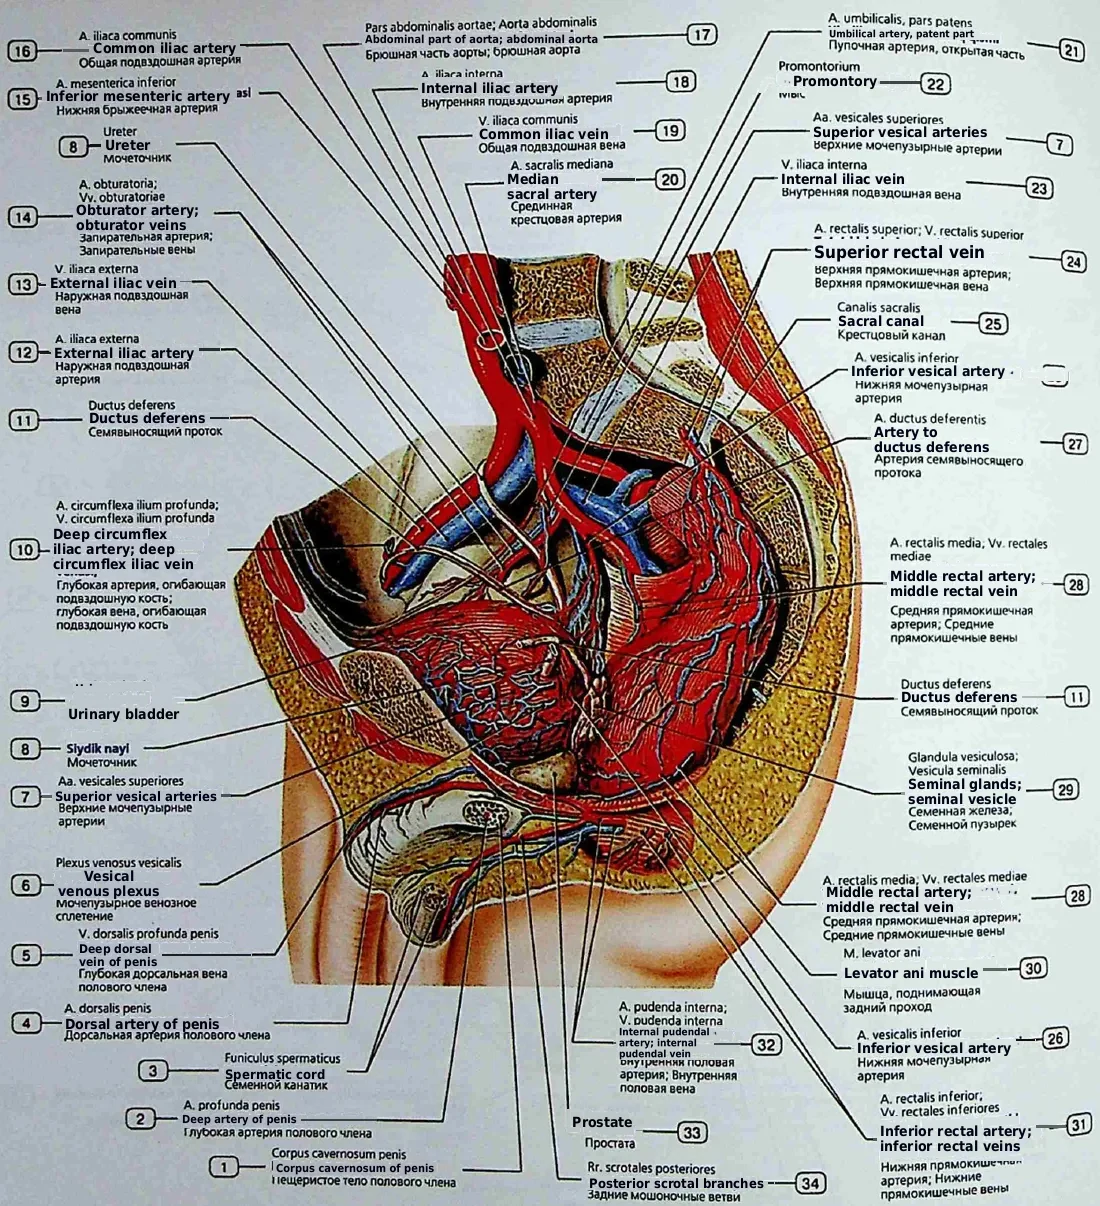 16
A. iliaca communis
Common iliac artery
Общая подвздошная артерия
15
A. mesenterica inferior
Inferior mesenteric artery
Нижняя брыжеечная артерия
8
Ureter
Ureter
Мочеточник
14
A. obturatoria;
Vv. obturatoriae
Obturator artery;
obturator veins
Запирательная артерия;
Запирательные вены
13
V. iliaca externa
External iliac vein
Наружная подвздошная
вена
12
A. iliaca externa
External iliac artery
Наружная подвздошная
артерия
11
Ductus deferens
Ductus deferens
Семявыносящий проток
10
A. circumflexa ilium profunda;
V. circumflexa ilium profunda
Deep circumflex
iliac artery; deep
circumflex iliac vein
Глубокая артерия, огибающая
подвздошную кость;
глубокая вена, огибающая
подвздошную кость
9
Urinary bladder
8
Siydik nayi
Мочеточник
7
Aa. vesicales superiores
Superior vesical arteries
Верхние мочепузырные
артерии
6
Plexus venosus vesicalis
Vesical
venous plexus
Мочепузырное венозное
сплетение
5
V. dorsalis profunda penis
Deep dorsal
vein of penis
Глубокая дорсальная вена
полового члена
4
A. dorsalis penis
Dorsal artery of penis
Дорсальная артерия полового члена
3
Funiculus spermaticus
Spermatic cord
Семенной канатик
2
A. profunda penis
Deep artery of penis
Глубокая артерия полового члена
1
Corpus cavernosum penis
Corpus cavernosum of penis
Пещеристое тело полового члена
17
Pars abdominalis aortae; Aorta abdominalis
Abdominal part of aorta; abdominal aorta
Брюшная часть аорты; брюшная аорта
18
A. iliaca interna
Internal iliac artery
Внутренняя подвздошная артерия
19
V. iliaca communis
Common iliac vein
Общая подвздошная вена
20
A. sacralis mediana
Median
sacral artery
Срединная
крестцовая артерия
21
A. umbilicalis, pars patens
Umbilical artery, patent part
Пупочная артерия, открытая часть
22
Promontorium
Promontory
7
Aa. vesicales superiores
Superior vesical arteries
Верхние мочепузырные артерии
23
V. iliaca interna
Internal iliac vein
Внутренняя подвздошная вена
24
A. rectalis superior; V. rectalis superior
Superior rectal vein
Верхняя прямокишечная артерия;
Верхняя прямокишечная вена
25
Canalis sacralis
Sacral canal
Крестцовый канал
A. vesicalis inferior
Inferior vesical artery
Нижняя мочепузырная
артерия
27
A. ductus deferentis
Artery to
ductus deferens
Артерия семявыносящего
протока
28
A. rectalis media; Vv. rectales
mediae
Middle rectal artery;
middle rectal vein
Средняя прямокишечная
артерия; Средние
прямокишечные вены
11
Ductus deferens
Ductus deferens
Семявыносящий проток
29
Glandula vesiculosa;
Vesicula seminalis
Seminal glands;
seminal vesicle
Семенная железа;
Семенной пузырек
28
A. rectalis media; Vv. rectales mediae
Middle rectal artery;
middle rectal vein
Средняя прямокишечная артерия;
Средние прямокишечные вены
30
M. levator ani
Levator ani muscle
Мышца, поднимающая
задний проход
26
A. vesicalis inferior
Inferior vesical artery
Нижняя мочепузырная
артерия
31
A. rectalis inferior;
Vv. rectales inferiores
Inferior rectal artery;
inferior rectal veins
Нижняя прямокишечная
артерия; Нижние
прямокишечные вены
32
A. pudenda interna;
V. pudenda interna
Internal pudendal
artery; internal
pudendal vein
Внутренняя половая
артерия; Внутренняя
половая вена
33
Prostate
Простата
34
Rr. scrotales posteriores
Posterior scrotal branches
Задние мошоночные ветви